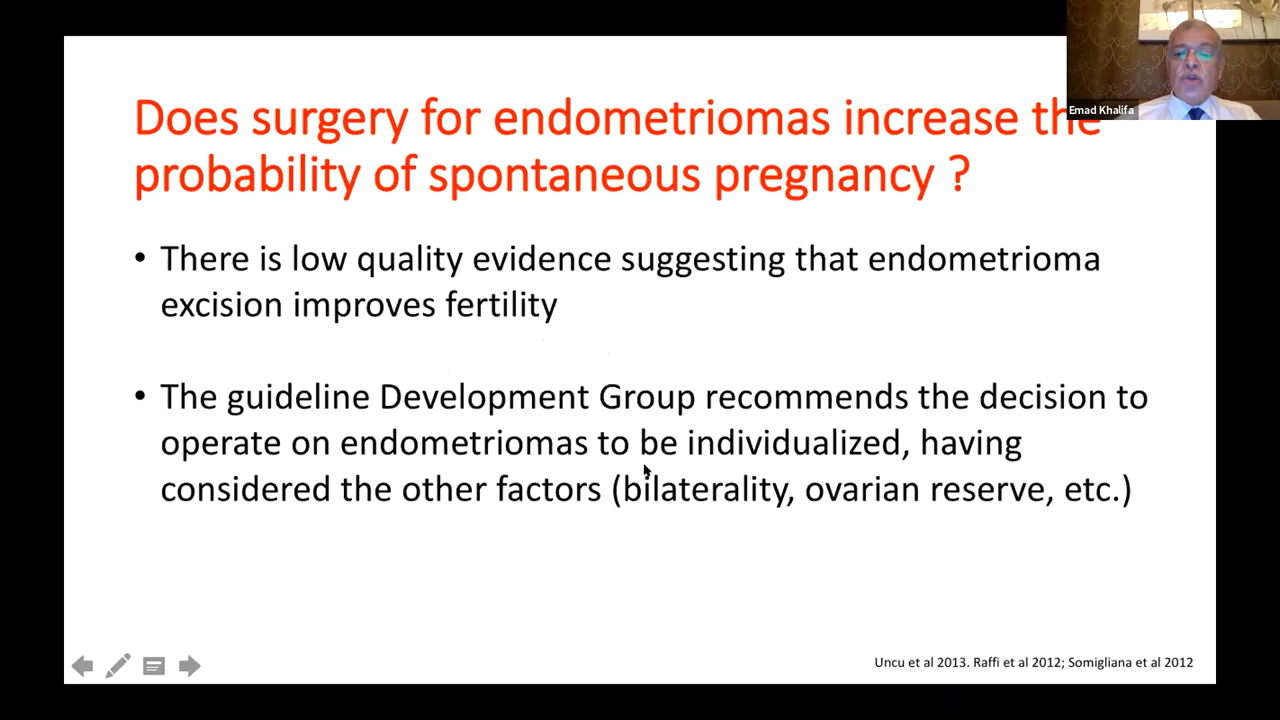 Does surgery for endometriomas increase the
probability of spontaneous pregnancy ?
Emad Khalifa
• There is low quality evidence suggesting that endometrioma
excision improves fertility
• The guideline Development Group recommends the decision to
operate on endometriomas to be individualized, having
considered the other factors (bilaterality, ovarian reserve, etc.)
Uncu et al 2013. Raffi et al 2012; Somigliana et al 2012